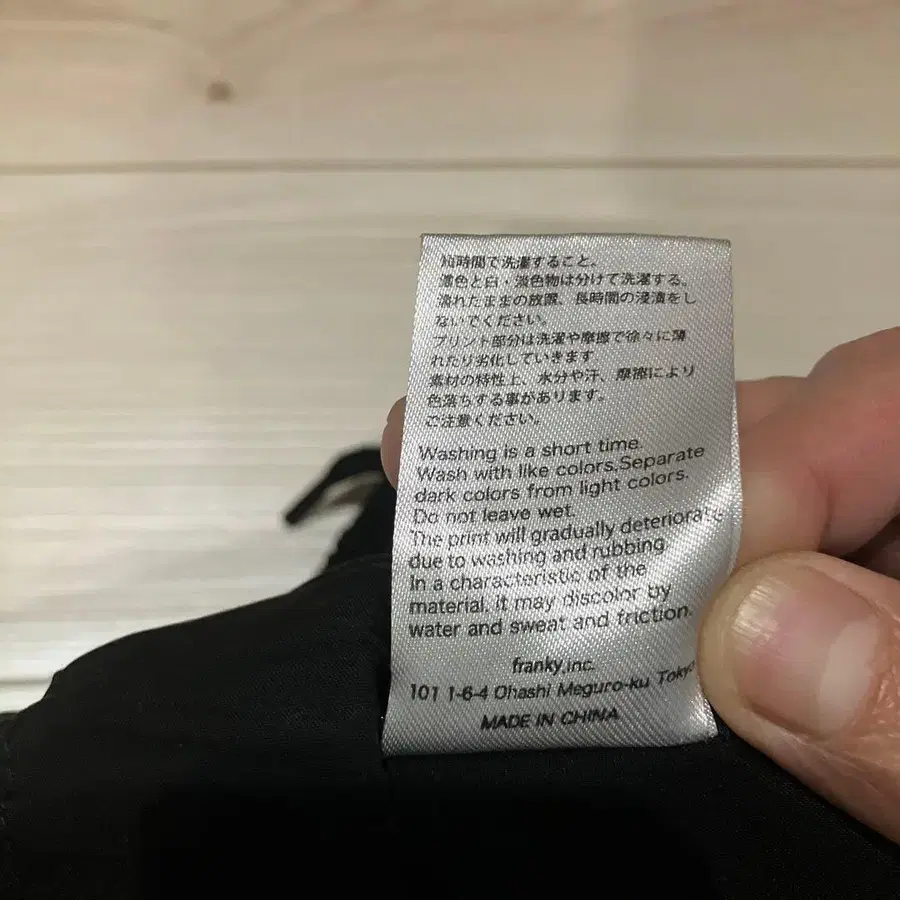 短時間で洗濯すること。
濃色と白・淡色物は分けて洗濯する。
濡れたままの放置、長時間の浸漬をし
ないでください。
プリント部分は洗濯や摩擦で徐々に薄
れたり劣化していきます
素材の特性上、水分や汗、摩擦により
色落ちする事があります。
ご注意ください。
Washing is a short time.
Wash with like colors.Separate
dark colors from light colors.
Do not leave wet.
The print will gradually deteriorate
due to washing and rubbing
In a characteristic of the
material, it may discolor by
water and sweat and friction.
franky,inc.
101 1-6-4 Ohashi Meguro-ku Tokyo
MADE IN CHINA